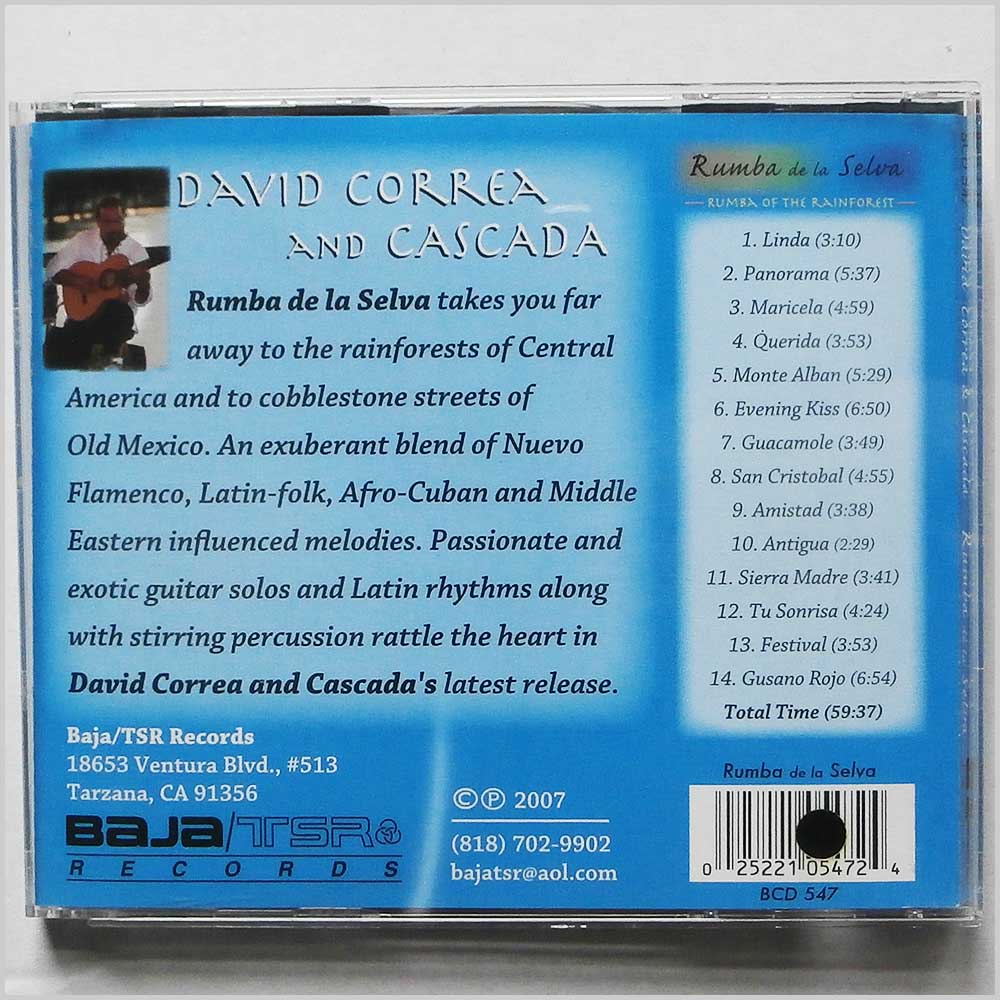 DAVID CORREA
AND CASCADA
Rumba de la Selva takes you far
away to the rainforests of Central
America and to cobblestone streets of
Old Mexico. An exuberant blend of Nuevo
Flamenco, Latin-folk, Afro-Cuban and Middle
Eastern influenced melodies. Passionate and
exotic guitar solos and Latin rhythms along
with stirring percussion rattle the heart in
David Correa and Cascada's latest release.
Baja/TSR Records
18653 Ventura Blvd., #513
Tarzana, CA 91356
BAJA/TSR
RECORDS
©℗ 2007
(818) 702-9902
bajatsr@aol.com
Rumba de la Selva
RUMBA OF THE RAINFOREST
1. Linda (3:10)
2. Panorama (5:37)
3. Maricela (4:59)
4. Querida (3:53)
5. Monte Alban (5:29)
6. Evening Kiss (6:50)
7. Guacamole (3:49)
8. San Cristobal (4:55)
9. Amistad (3:38)
10. Antigua (2:29)
11. Sierra Madre (3:41)
12. Tu Sonrisa (4:24)
13. Festival (3:53)
14. Gusano Rojo (6:54)
Total Time (59:37)
Rumba de la Selva
0 25221 05472 4
BCD 547